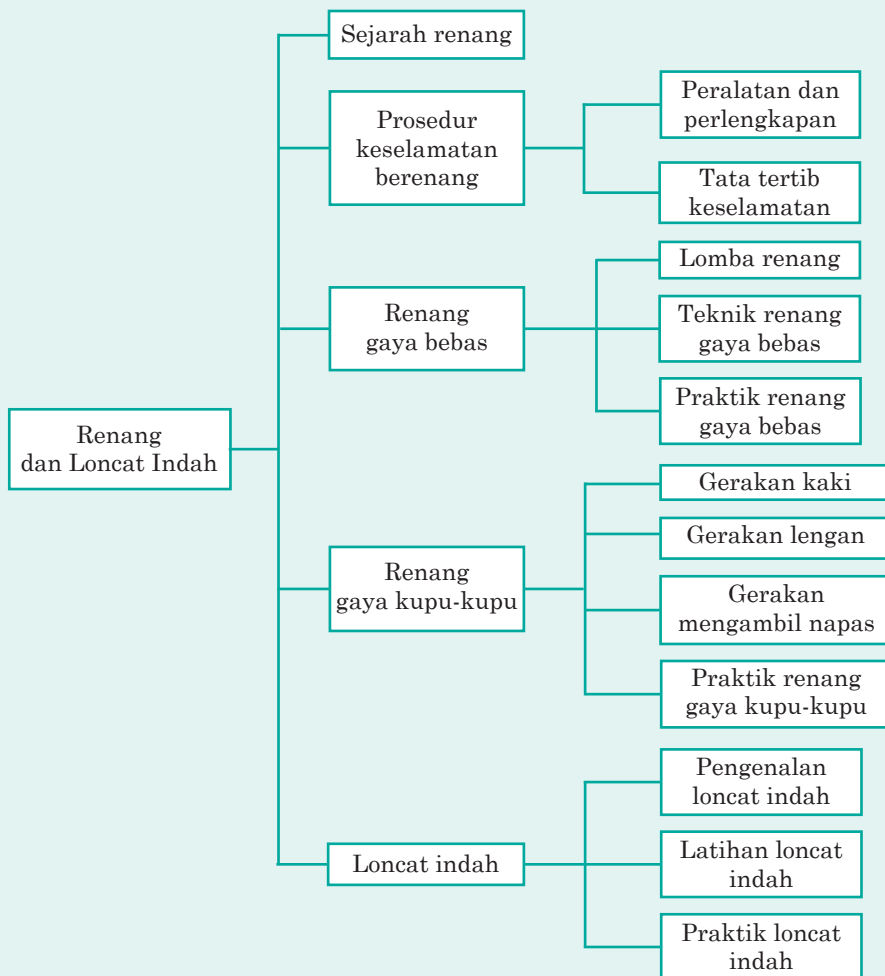 Renang
dan Loncat Indah
Sejarah renang
Prosedur
keselamatan
berenang
Peralatan dan
perlengkapan
Tata tertib
keselamatan
Renang
gaya bebas
Lomba renang
Teknik renang
gaya bebas
Praktik renang
gaya bebas
Renang
gaya kupu-kupu
Gerakan kaki
Gerakan lengan
Gerakan
mengambil napas
Praktik renang
gaya kupu-kupu
Loncat indah
Pengenalan
loncat indah
Latihan loncat
indah
Praktik loncat
indah